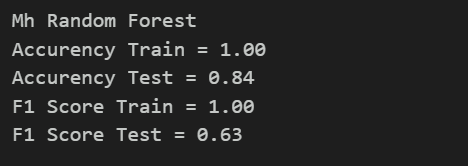 Mh Random Forest
Accurency Train = 1.00
Accurency Test = 0.84
F1 Score Train = 1.00
F1 Score Test = 0.63